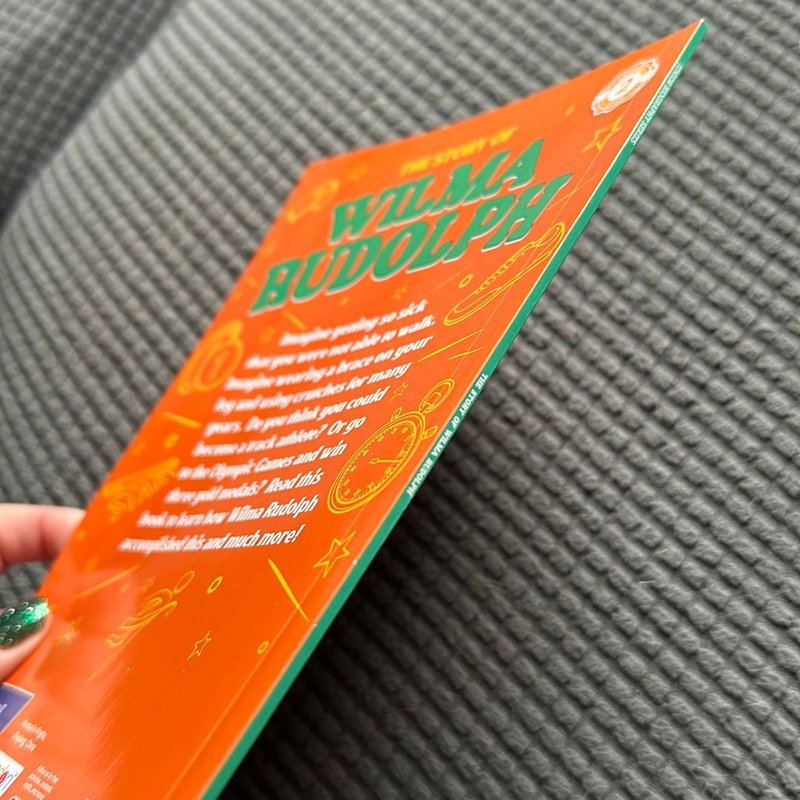 THE STORY OF
WILMA
RUDOLPH
Imagine getting so sick
that you were not able to walk.
Imagine wearing a brace on your
leg and using crutches for many
years. Do you think you could
become a track athlete? Or go
to the Olympic Games and win
three gold medals? Read this
book to learn how Wilma Rudolph
accomplished this and much more!
START
THE STORY OF WILMA RUDOLPH